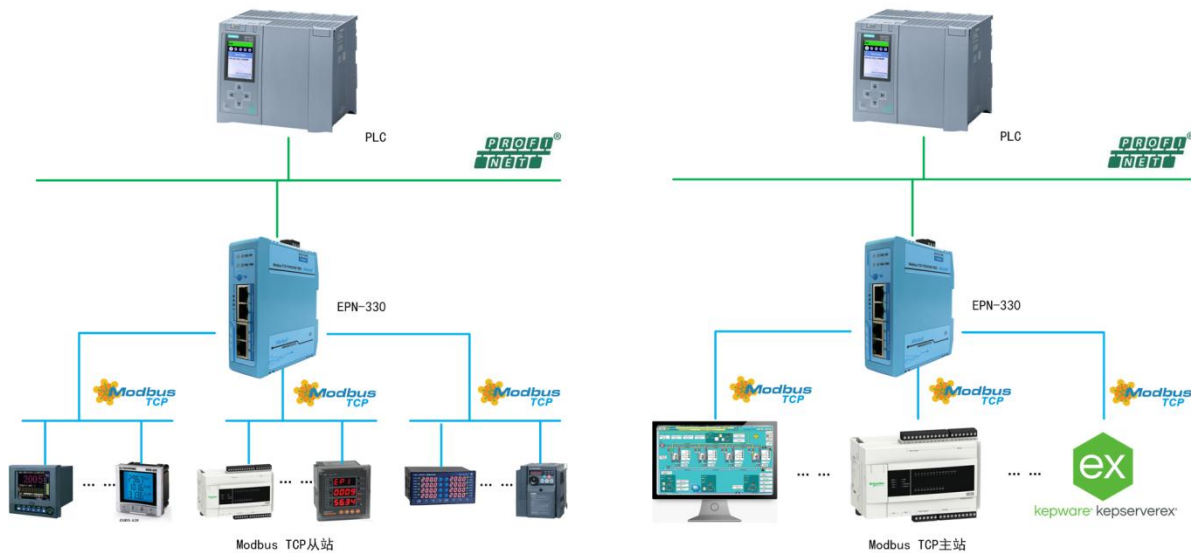 PLC
PROFI
NET®
EPN-330
Modbus
TCP
Modbus
TCP
Modbus
TCP
Modbus TCP从站
PLC
PROFI
NET®
EPN-330
Modbus
TCP
Modbus
TCP
Modbus
TCP
ex
kepware® kepserverex®
Modbus TCP主站